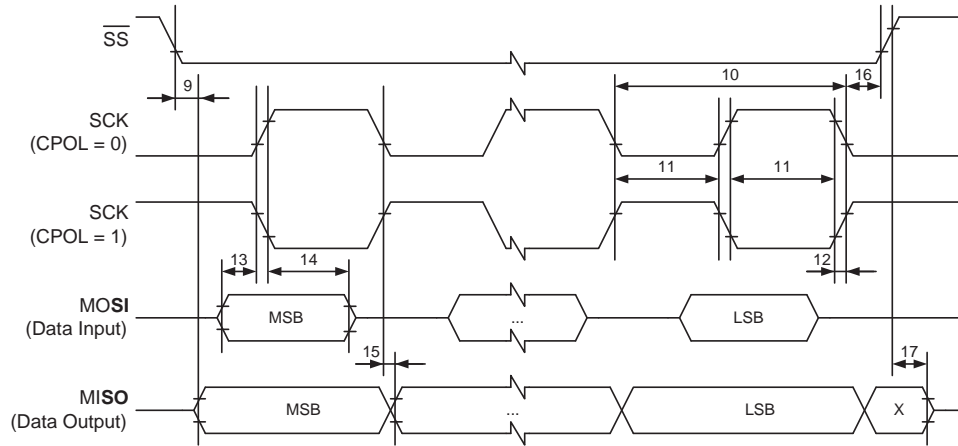 SS
9
10
16
SCK
(CPOL = 0)
11
11
SCK
(CPOL = 1)
12
13
14
MOSI
(Data Input)
MSB
...
LSB
15
17
MISO
(Data Output)
MSB
...
LSB
X